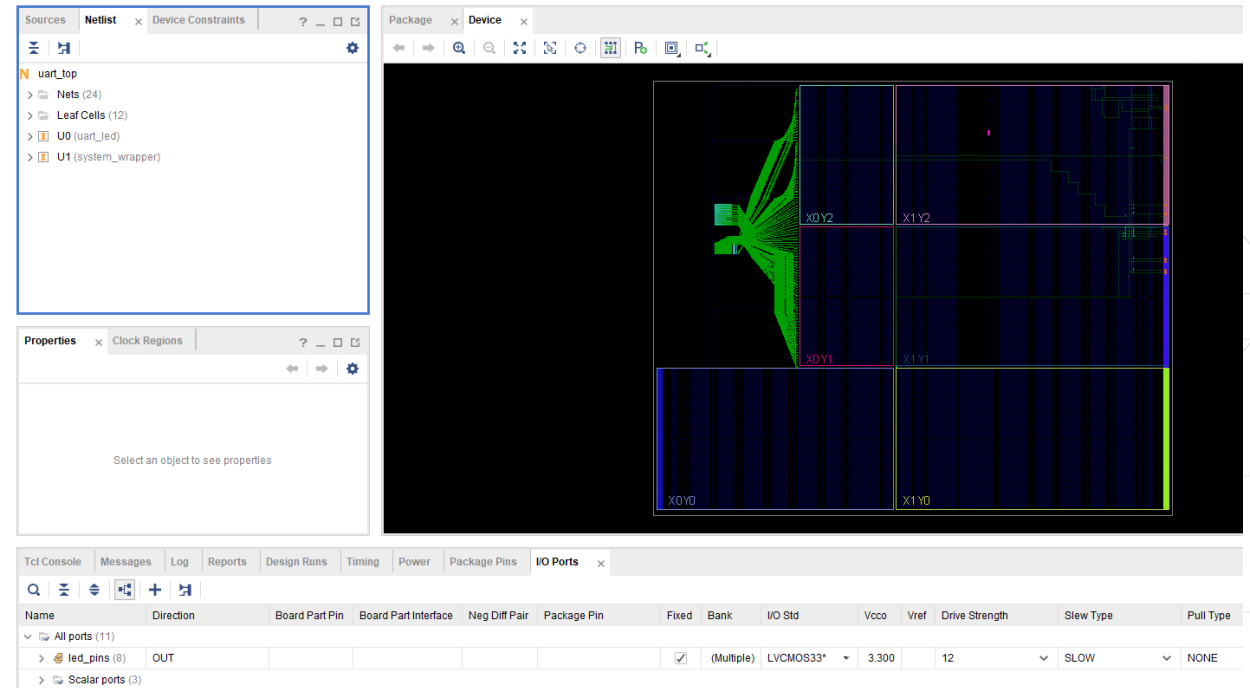 Sources Netlist Device Constraints
N uart_top
Nets (24)
Leaf Cells (12)
U0 (uart_led)
U1 (system_wrapper)
Properties Clock Regions
Select an object to see properties
Package Device
X0Y2 X1Y2
X0Y1 X1Y1
X0Y0 X1Y0
Tcl Console Messages Log Reports Design Runs Timing Power Package Pins I/O Ports
Name Direction Board Part Pin Board Part Interface Neg Diff Pair Package Pin Fixed Bank I/O Std Vcco Vref Drive Strength Slew Type Pull Type
All ports (11)
led_pins (8) OUT (Multiple) LVCMOS33* 3.300 12 SLOW NONE
Scalar ports (3)